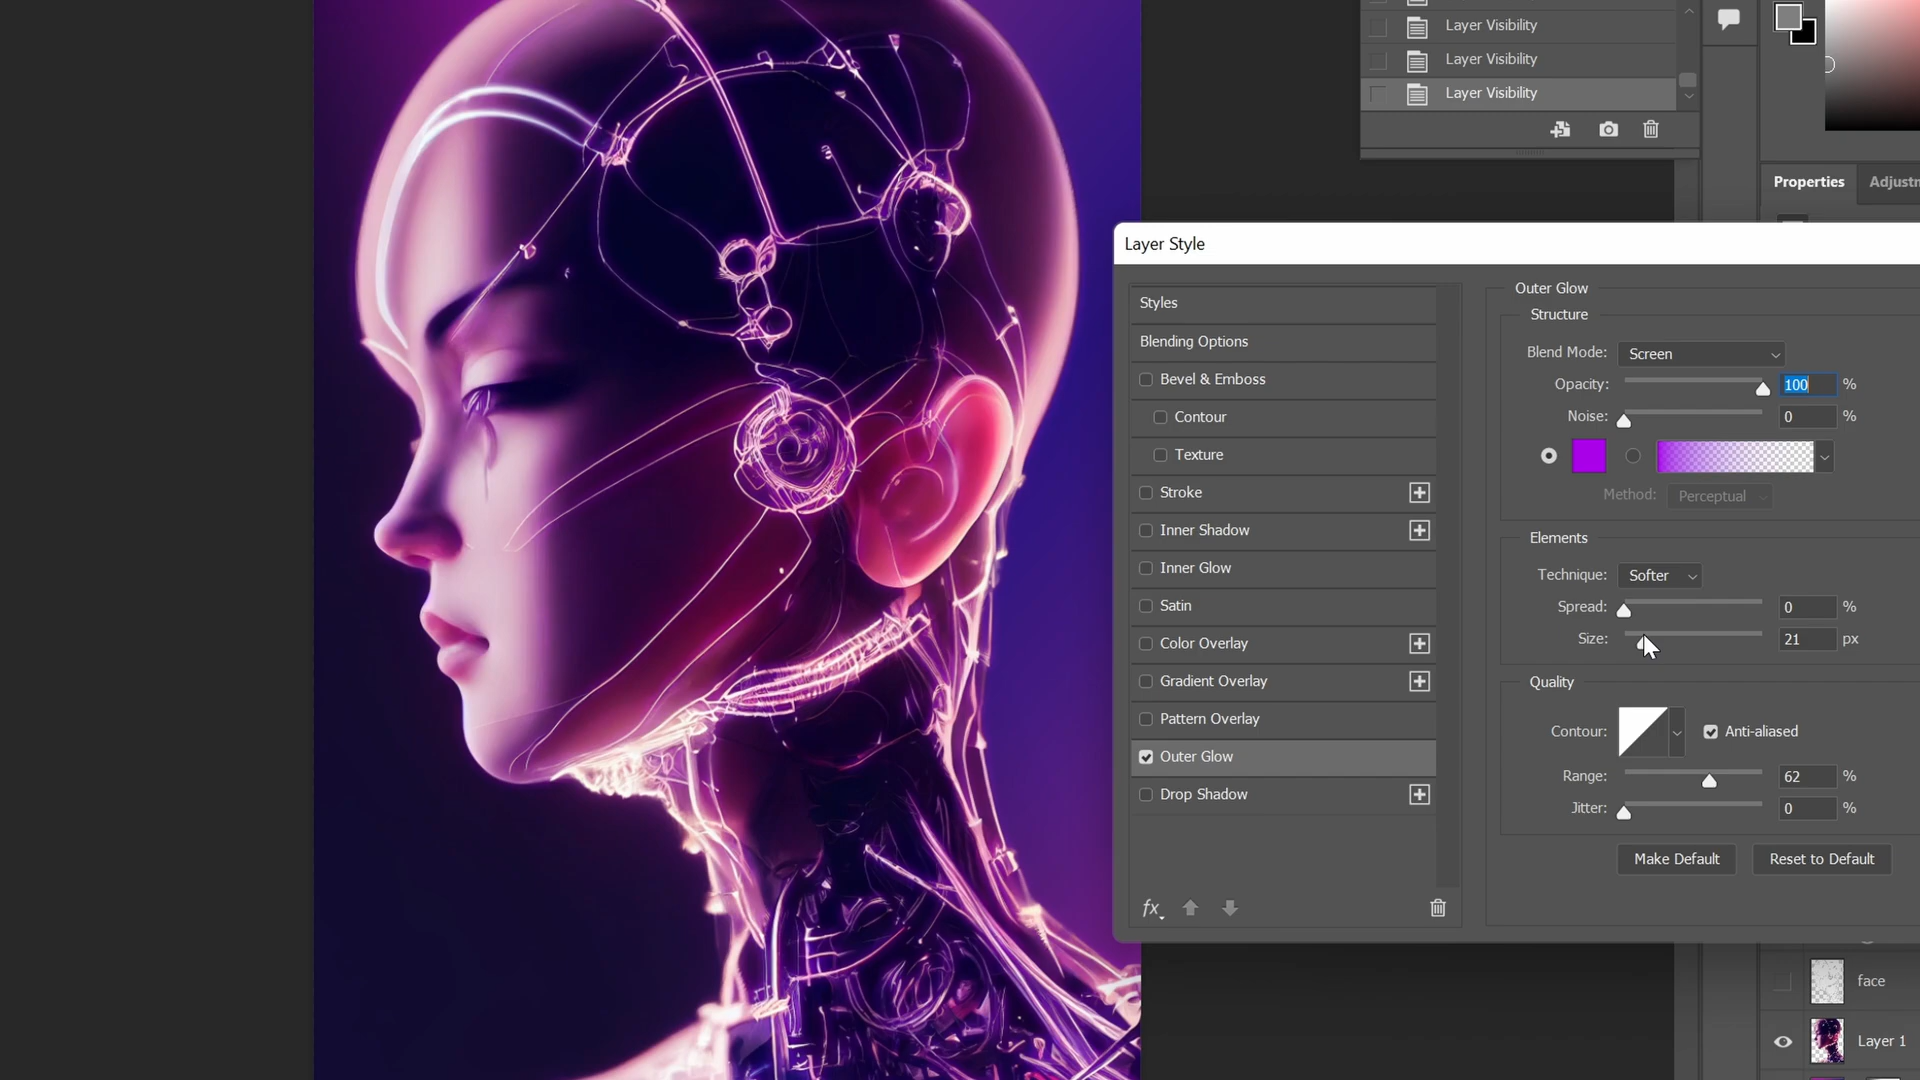 Layer Visibility
Layer Visibility
Layer Visibility
Properties
Adjustm
Layer Style
Styles
Blending Options
Bevel & Emboss
Contour
Texture
Stroke
Inner Shadow
Inner Glow
Satin
Color Overlay
Gradient Overlay
Pattern Overlay
Outer Glow
Drop Shadow
fx
Outer Glow
Structure
Blend Mode: Screen
Opacity: 100 %
Noise: 0 %
Method: Perceptual
Elements
Technique: Softer
Spread: 0 %
Size: 21 px
Quality
Contour: Anti-aliased
Range: 62 %
Jitter: 0 %
Make Default Reset to Default
face
Layer 1